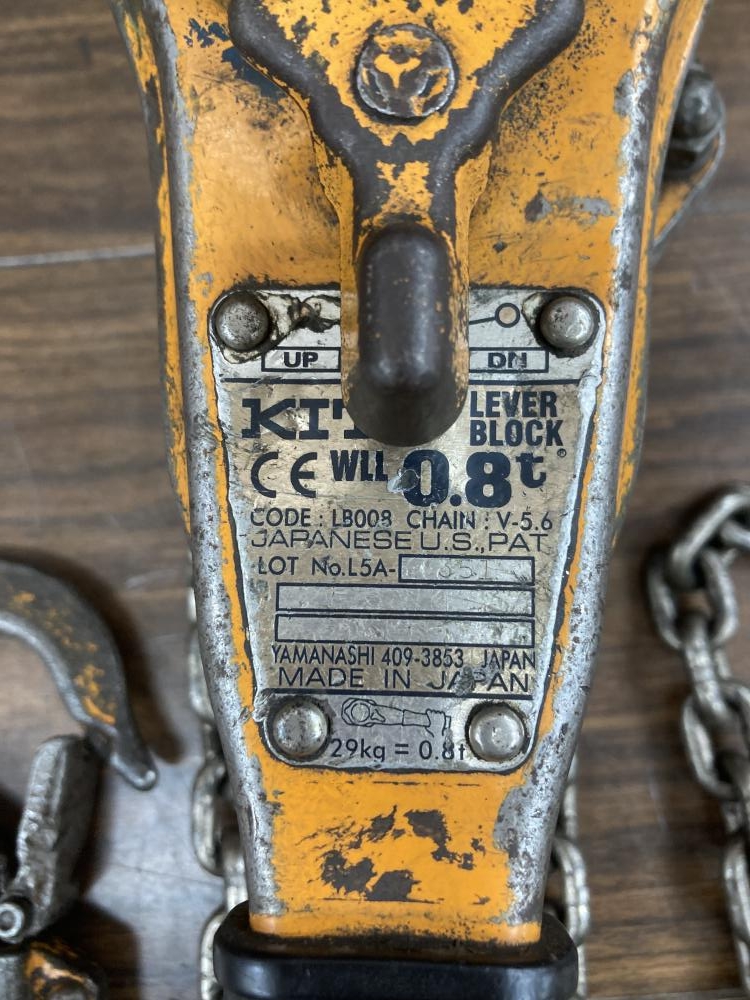 UP DN
KIT LEVER
BLOCK
CE WLL 0.8t
CODE : LB008 CHAIN : V-5.6
JAPANESE U.S., PAT
LOT No.L5A-
YAMANASHI 409-3853 JAPAN
MADE IN JAPAN
29kg = 0.8t